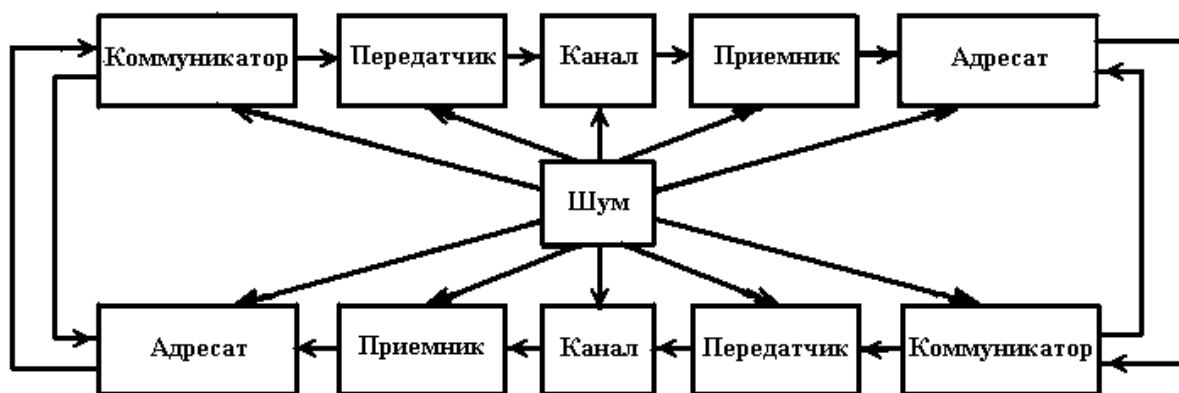 Коммуникатор
Передатчик
Канал
Приемник
Адресат
Шум
Адресат
Приемник
Канал
Передатчик
Коммуникатор